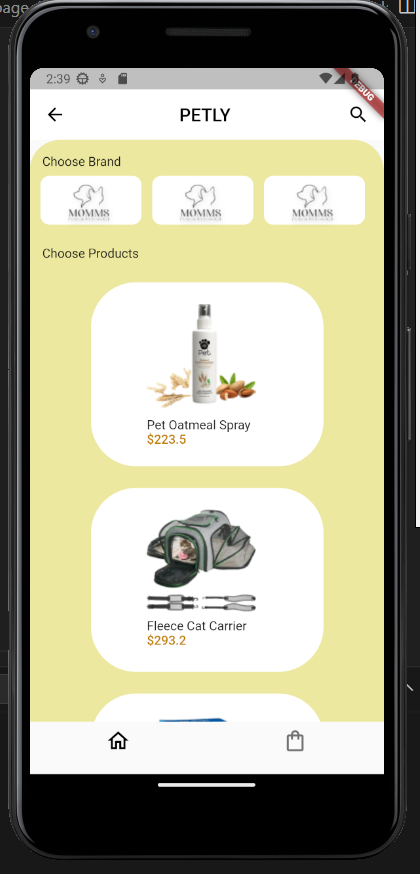 page
2:39
DEBUG
PETLY
Choose Brand
MOMMS
MOMMS
MOMMS
Choose Products
Pet
Pet Oatmeal Spray
$223.5
Fleece Cat Carrier
$293.2